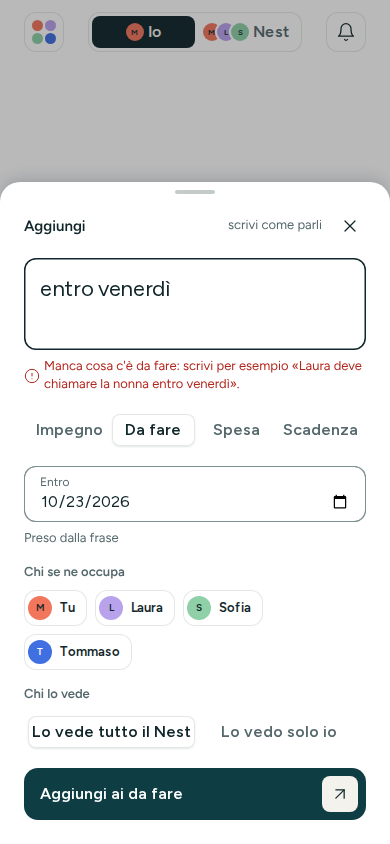 M Io
M L S Nest
Aggiungi
scrivi come parli
entro venerdì
Manca cosa c'è da fare: scrivi per esempio «Laura deve
chiamare la nonna entro venerdì».
Impegno Da fare Spesa Scadenza
Entro
10/23/2026
Preso dalla frase
Chi se ne occupa
M Tu
L Laura
S Sofia
T Tommaso
Chi lo vede
Lo vede tutto il Nest
Lo vedo solo io
Aggiungi ai da fare